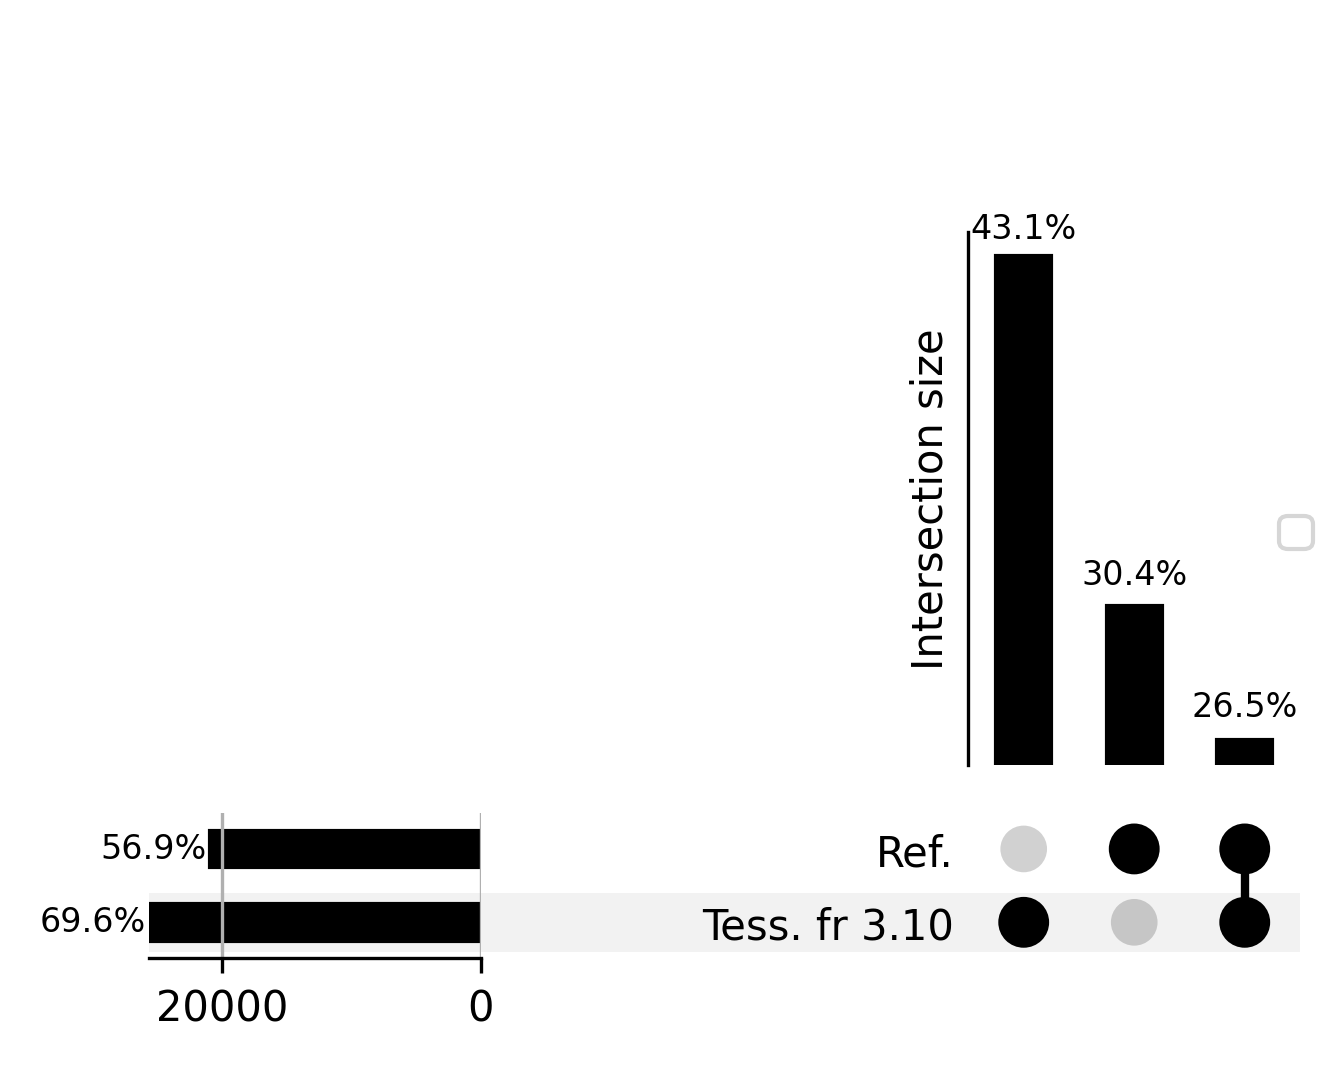 43.1%
Intersection size
30.4%
26.5%
56.9%
Ref.
69.6%
Tess. fr 3.10
20000
0